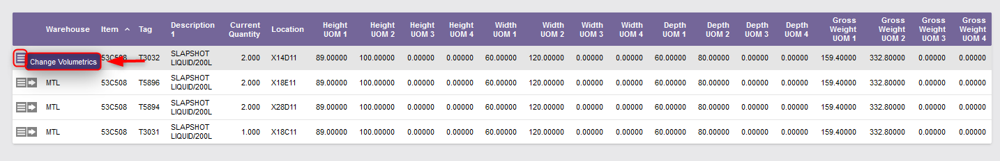 Warehouse Item Tag Description 1 Current Quantity Location Height UOM 1 Height UOM 2 Height UOM 3 Height UOM 4 Width UOM 1 Width UOM 2 Width UOM 3 Width UOM 4 Depth UOM 1 Depth UOM 2 Depth UOM 3 Depth UOM 4 Gross Weight UOM 1 Gross Weight UOM 2 Gross Weight UOM 3 Gross Weight UOM 4
Change Volumetrics 53C508 T3032 SLAPSHOT LIQUID/200L 2.000 X14D11 89.00000 100.00000 0.00000 0.00000 60.00000 120.00000 0.00000 0.00000 60.00000 80.00000 0.00000 0.00000 159.40000 332.80000 0.00000 0.00000
MTL 53C508 T5896 SLAPSHOT LIQUID/200L 2.000 X18E11 89.00000 100.00000 0.00000 0.00000 60.00000 120.00000 0.00000 0.00000 60.00000 80.00000 0.00000 0.00000 159.40000 332.80000 0.00000 0.00000
MTL 53C508 T5894 SLAPSHOT LIQUID/200L 2.000 X28D11 89.00000 100.00000 0.00000 0.00000 60.00000 120.00000 0.00000 0.00000 60.00000 80.00000 0.00000 0.00000 159.40000 332.80000 0.00000 0.00000
MTL 53C508 T3031 SLAPSHOT LIQUID/200L 1.000 X18C11 89.00000 100.00000 0.00000 0.00000 60.00000 120.00000 0.00000 0.00000 60.00000 80.00000 0.00000 0.00000 159.40000 332.80000 0.00000 0.00000